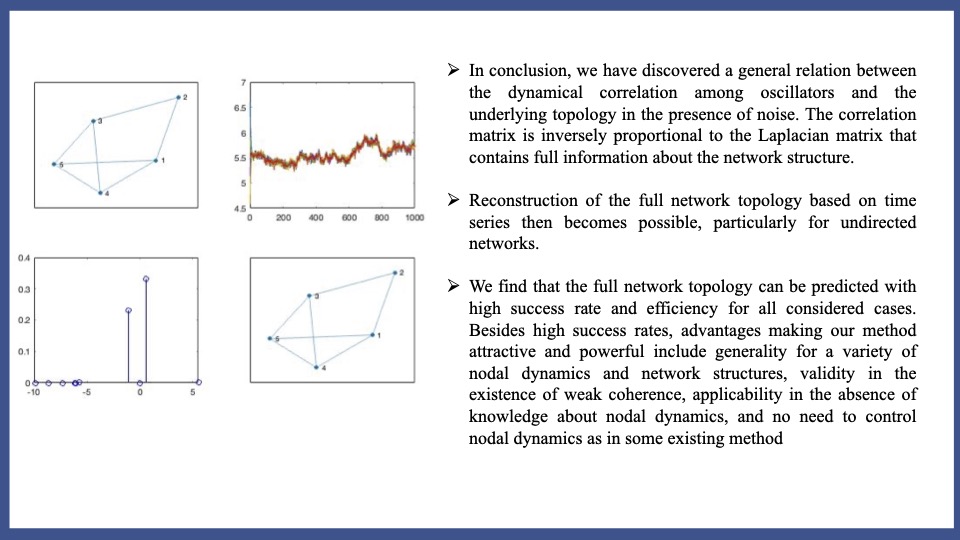 2
3
1
5
4
7
6.5
6
5.5
5
4.5
0 200 400 600 800 1000
0.4
0.3
0.2
0.1
0
-10 -5 0 5
2
3
1
5
4
➢ In conclusion, we have discovered a general relation between
the dynamical correlation among oscillators and the
underlying topology in the presence of noise. The correlation
matrix is inversely proportional to the Laplacian matrix that
contains full information about the network structure.
➢ Reconstruction of the full network topology based on time
series then becomes possible, particularly for undirected
networks.
➢ We find that the full network topology can be predicted with
high success rate and efficiency for all considered cases.
Besides high success rates, advantages making our method
attractive and powerful include generality for a variety of
nodal dynamics and network structures, validity in the
existence of weak coherence, applicability in the absence of
knowledge about nodal dynamics, and no need to control
nodal dynamics as in some existing method